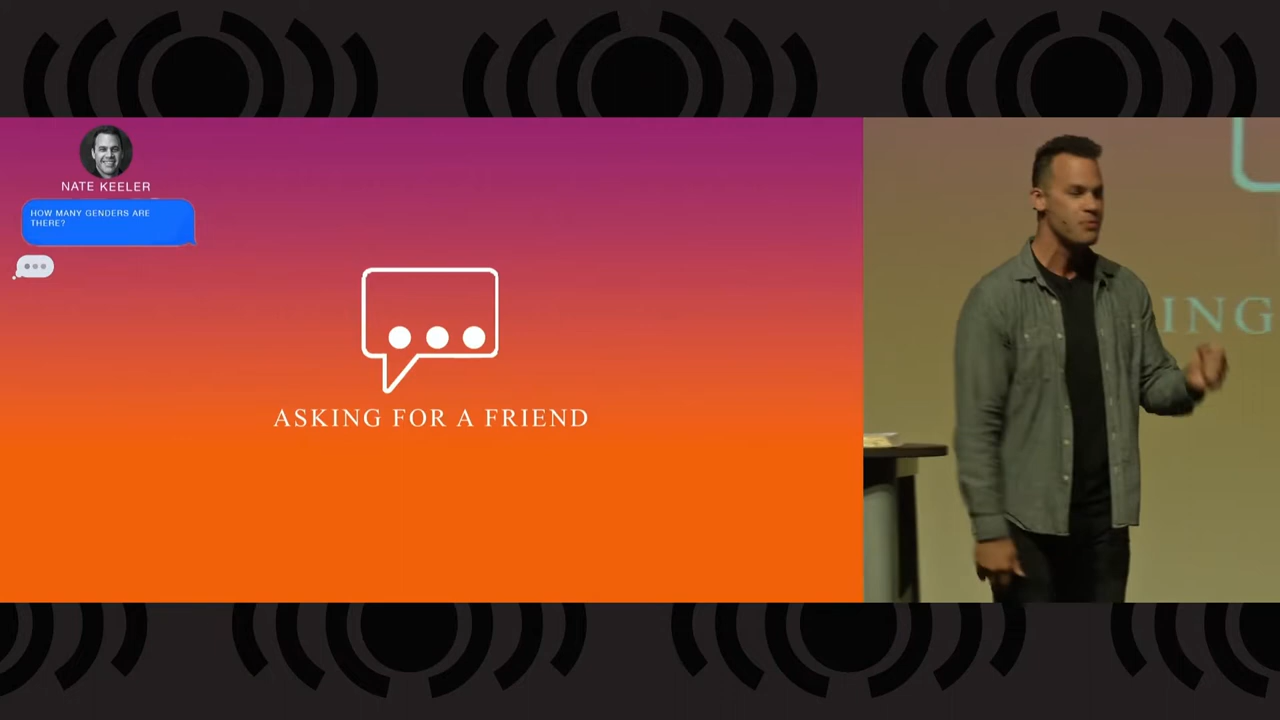 NATE KEELER
HOW MANY GENDERS ARE
THERE?
ASKING FOR A FRIEND
ING